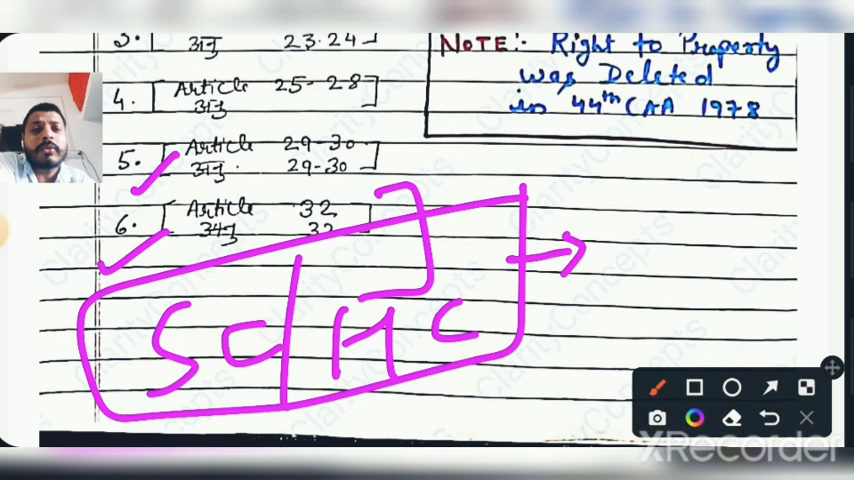 3. अनु 23-24
NOTE:- Right to Property
was Deleted
in 44th CAA 1978
4. Article 25-28
अनु
5. Article 29-30
अनु. 29-30
6. Article 32
अनु 32
SC HC
ClarityConcepts
XRecorder